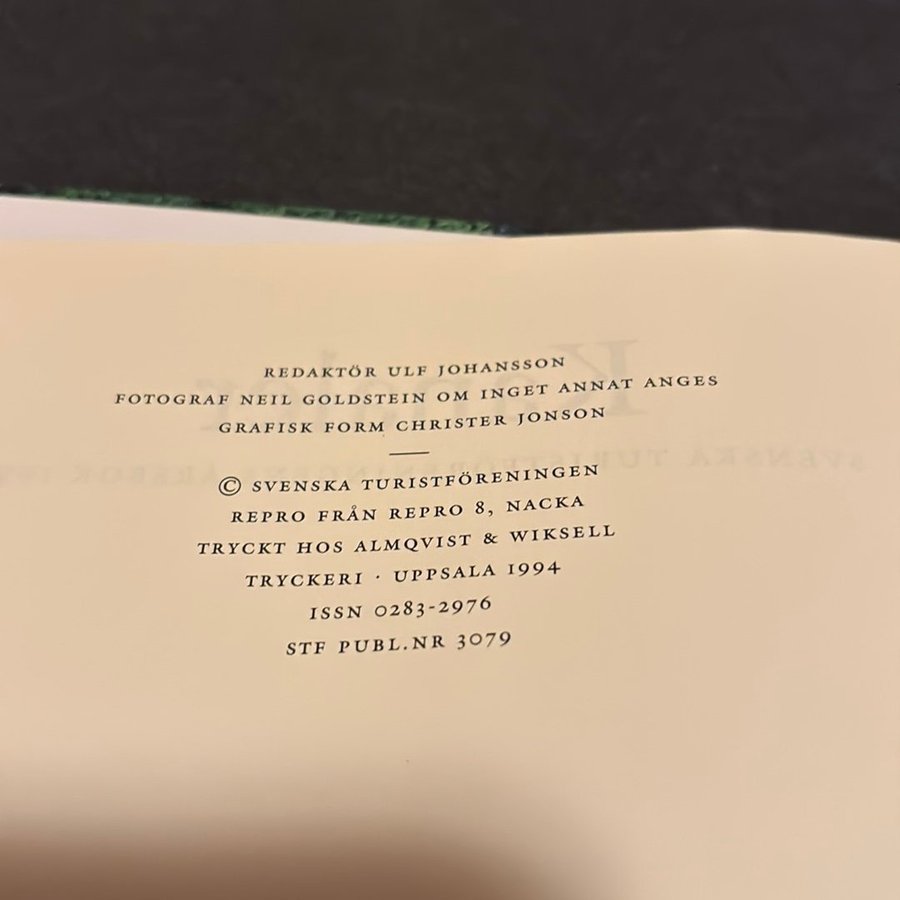 REDAKTÖR ULF JOHANSSON
FOTOGRAF NEIL GOLDSTEIN OM INGET ANNAT ANGES
GRAFISK FORM CHRISTER JONSON
© SVENSKA TURISTFÖRENINGEN
REPRO FRÅN REPRO 8, NACKA
TRYCKT HOS ALMQVIST & WIKSELL
TRYCKERI · UPPSALA 1994
ISSN 0283-2976
STF PUBL.NR 3079